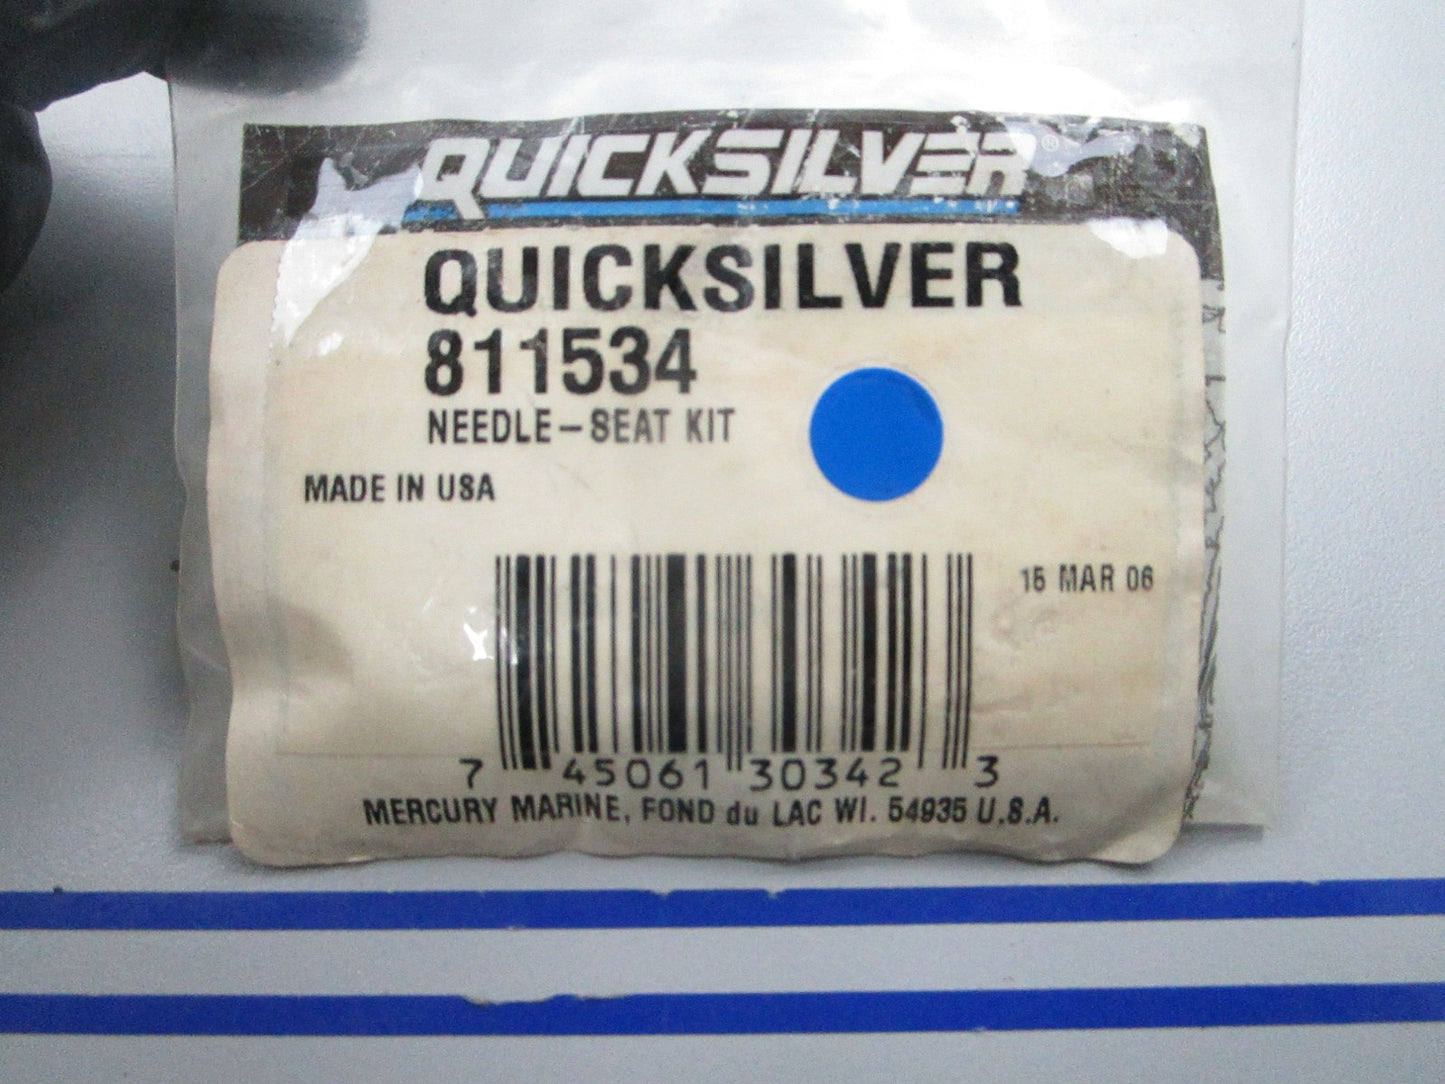 QUICKSILVER®
QUICKSILVER
811534
NEEDLE-SEAT KIT
MADE IN USA
15 MAR 06
7 45061 30342 3
MERCURY MARINE, FOND du LAC WI. 54935 U.S.A.